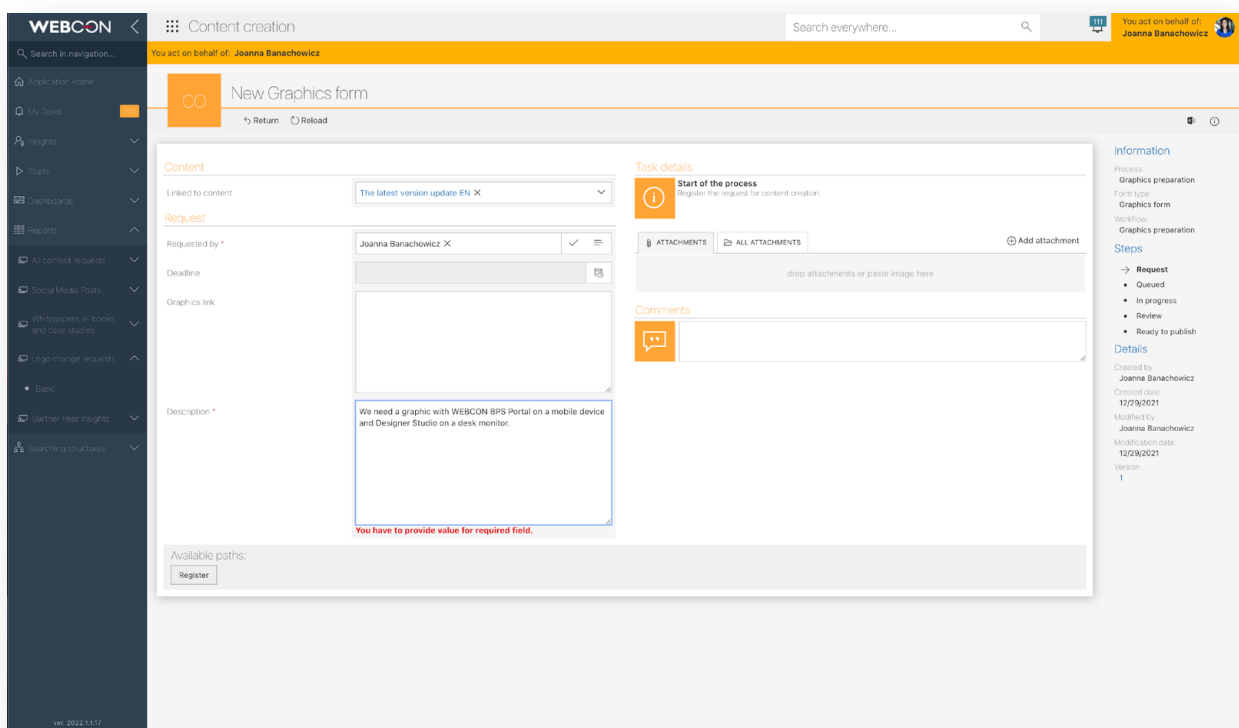 WEBCON
Content creation
Search everywhere...
111
You act on behalf of:
Joanna Banachowicz
Search in navigation...
You act on behalf of: Joanna Banachowicz
Application Home
My Tasks
Insights
Starts
Dashboards
Reports
All content requests
Social Media Posts
Whitepapers, e-books
and case studies
Logo change requests
Basic
Gartner Peer Insights
Searching structures
ver. 2022.1.1.17
CO
New Graphics form
Return
Reload
Content
Linked to content
The latest version update EN
Request
Requested by *
Joanna Banachowicz
Deadline
Graphics link
Description *
We need a graphic with WEBCON BPS Portal on a mobile device
and Designer Studio on a desk monitor.
You have to provide value for required field.
Available paths:
Register
Task details
Start of the process
Register the request for content creation.
ATTACHMENTS
ALL ATTACHMENTS
Add attachment
drop attachments or paste image here
Comments
Information
Process:
Graphics preparation
Form type:
Graphics form
Workflow:
Graphics preparation
Steps
Request
Queued
In progress
Review
Ready to publish
Details
Created by:
Joanna Banachowicz
Created date:
12/29/2021
Modified by:
Joanna Banachowicz
Modification date:
12/29/2021
Version:
1